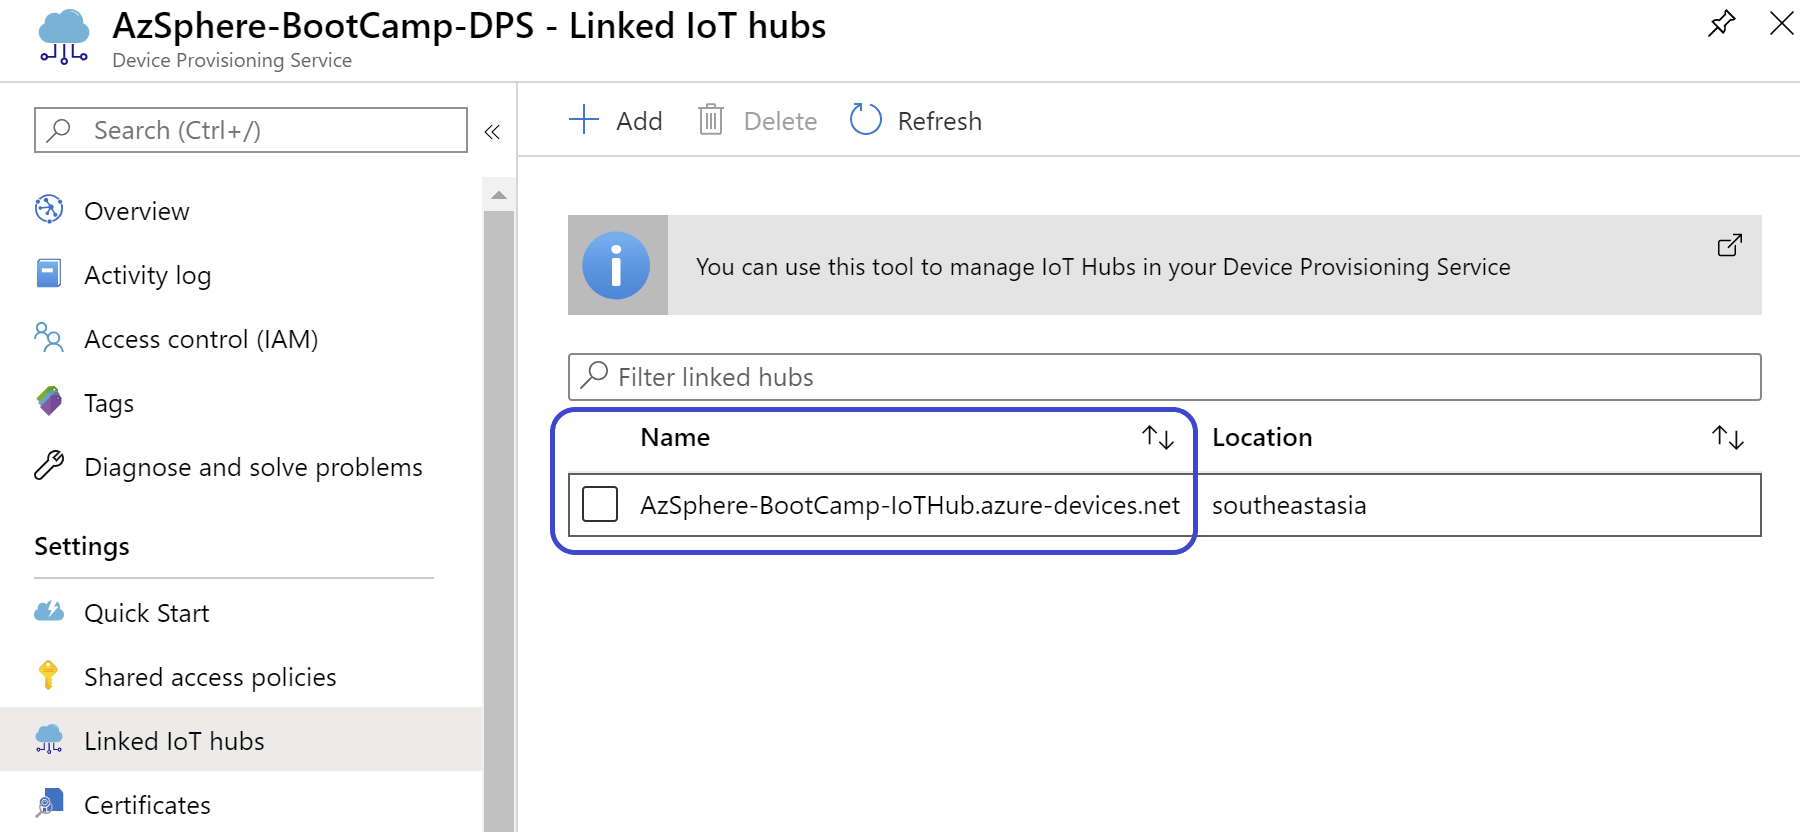 AzSphere-BootCamp-DPS - Linked IoT hubs
Device Provisioning Service
Search (Ctrl+/)
«
Overview
Activity log
Access control (IAM)
Tags
Diagnose and solve problems
Settings
Quick Start
Shared access policies
Linked IoT hubs
Certificates
Add
Delete
Refresh
You can use this tool to manage IoT Hubs in your Device Provisioning Service
Filter linked hubs
Name ↑↓ Location ↑↓
AzSphere-BootCamp-IoTHub.azure-devices.net southeastasia